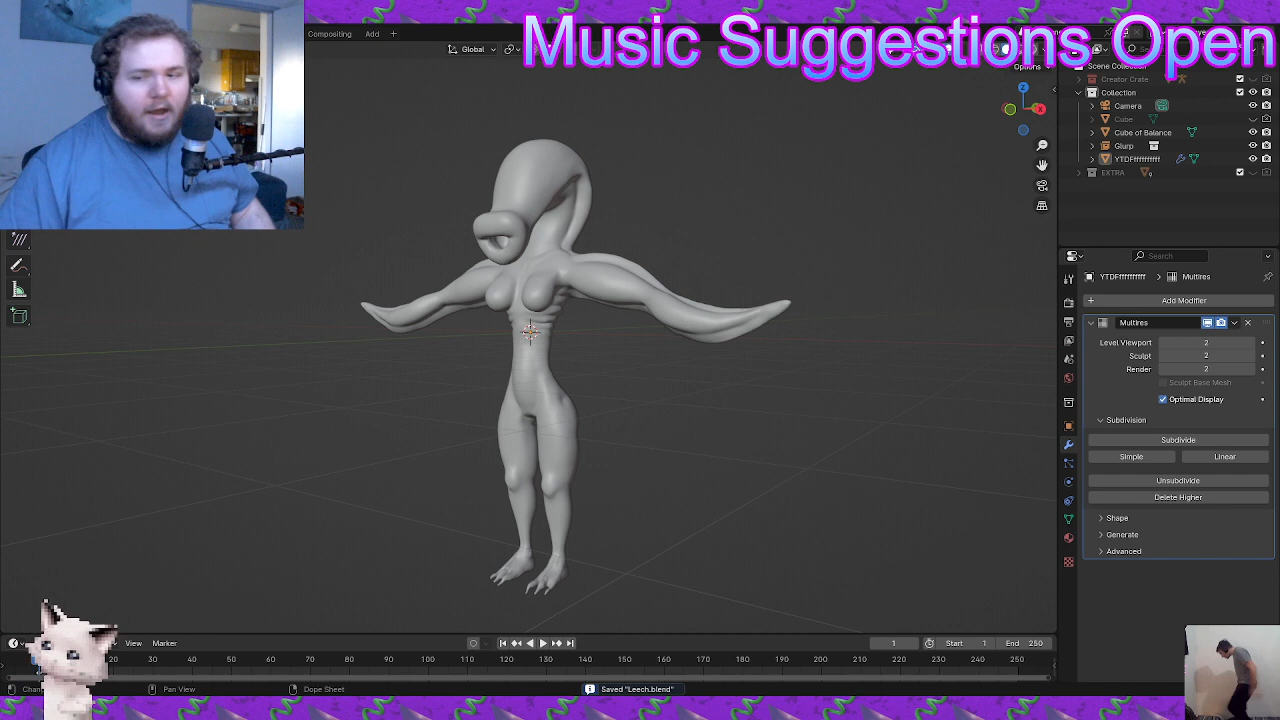 Music Suggestions Open
Compositing Add +
Global
Options
Scene Collection
Creator Crate
Collection
Camera
Cube
Cube of Balance
Glurp
YTDFfffffffff
EXTRA
Search
YTDFfffffffff > Multires
Add Modifier
Multires
Level Viewport 2
Sculpt 2
Render 2
Sculpt Base Mesh
Optimal Display
Subdivision
Subdivide
Simple Linear
Unsubdivide
Delete Higher
Shape
Generate
Advanced
View Marker
1 Start 1 End 250
20 30 40 50 60 70 80 90 100 110 120 130 140 150 160 170 180 190 200 210 220 230 240 250
Pan View Dope Sheet Saved "Leech.blend"